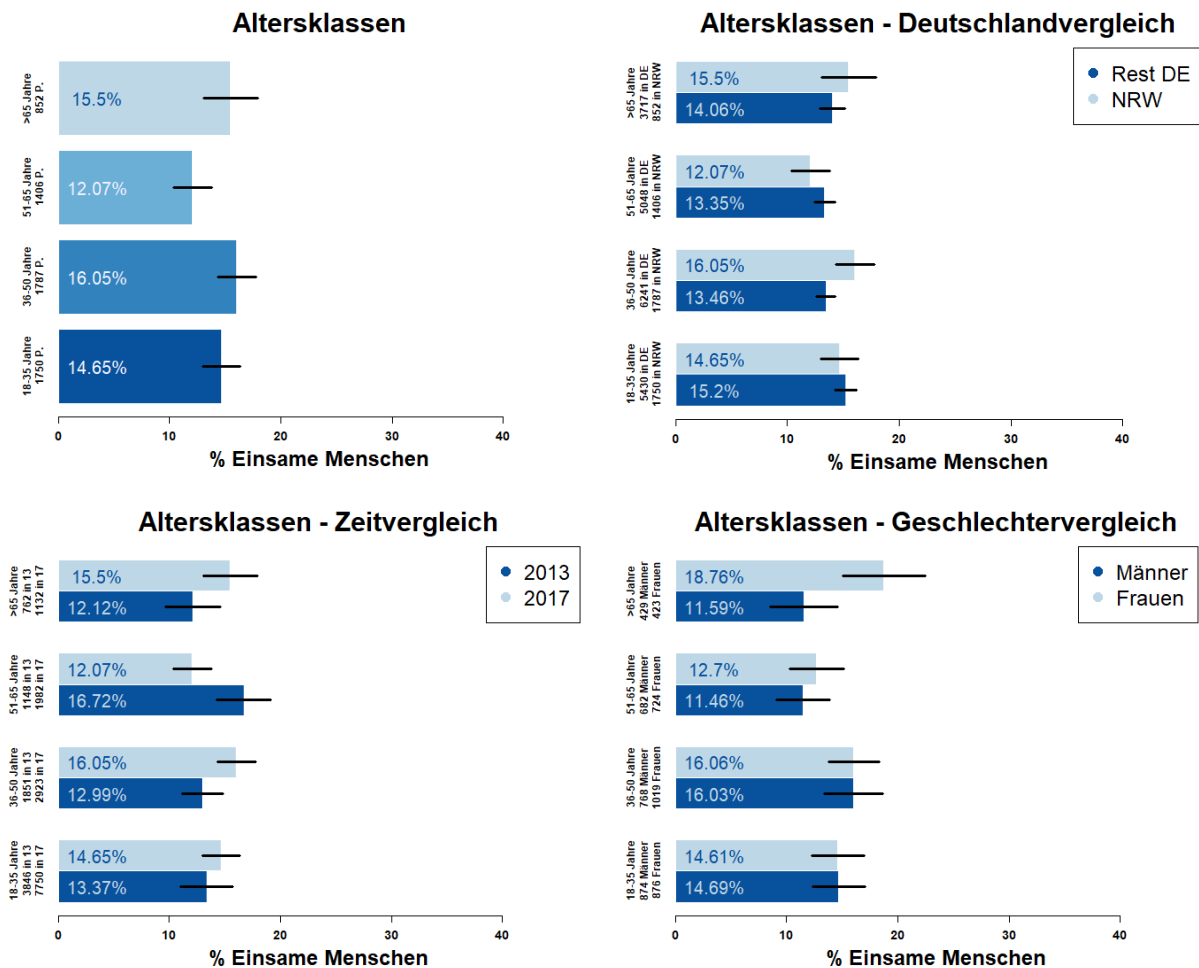 Altersklassen
>65 Jahre
852 P.
15.5%
51-65 Jahre
1406 P.
12.07%
36-50 Jahre
1787 P.
16.05%
18-35 Jahre
1750 P.
14.65%
0 10 20 30 40
% Einsame Menschen
Altersklassen - Deutschlandvergleich
Rest DE
NRW
>65 Jahre
3717 in DE
852 in NRW
15.5%
14.06%
51-65 Jahre
5048 in DE
1406 in NRW
12.07%
13.35%
36-50 Jahre
6241 in DE
1787 in NRW
16.05%
13.46%
18-35 Jahre
5430 in DE
1750 in NRW
14.65%
15.2%
0 10 20 30 40
% Einsame Menschen
Altersklassen - Zeitvergleich
2013
2017
>65 Jahre
762 in 13
1132 in 17
15.5%
12.12%
51-65 Jahre
1148 in 13
1982 in 17
12.07%
16.72%
36-50 Jahre
1851 in 13
2923 in 17
16.05%
12.99%
18-35 Jahre
3846 in 13
7750 in 17
14.65%
13.37%
0 10 20 30 40
% Einsame Menschen
Altersklassen - Geschlechtervergleich
Männer
Frauen
>65 Jahre
429 Männer
423 Frauen
18.76%
11.59%
51-65 Jahre
682 Männer
724 Frauen
12.7%
11.46%
36-50 Jahre
768 Männer
1019 Frauen
16.06%
16.03%
18-35 Jahre
874 Männer
876 Frauen
14.61%
14.69%
0 10 20 30 40
% Einsame Menschen